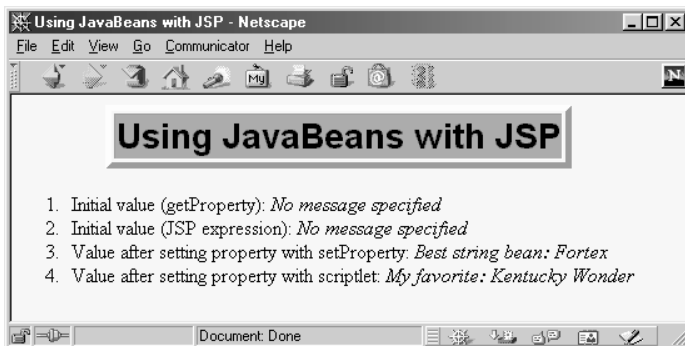 Using JavaBeans with JSP - Netscape
File Edit View Go Communicator Help
My
N
Using JavaBeans with JSP
1. Initial value (getProperty): No message specified
2. Initial value (JSP expression): No message specified
3. Value after setting property with setProperty: Best string bean: Fortex
4. Value after setting property with scriptlet: My favorite: Kentucky Wonder
Document: Done